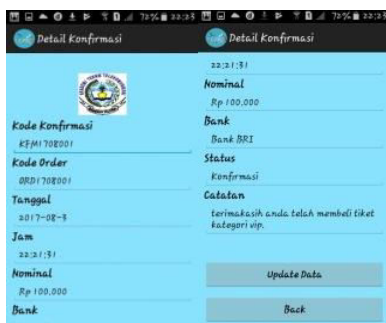 72% 22:23
Detail Konfirmasi
Kode Konfirmasi
KFM1708001
Kode Order
ORD1708001
Tanggal
2017-08-3
Jam
22:21:31
Nominal
Rp 100.000
Bank
72% 22:23
Detail Konfirmasi
22:21:31
Nominal
Rp 100.000
Bank
Bank BRI
Status
Konfirmasi
Catatan
terimakasih anda telah membeli tiket
kategori vip.
Update Data
Back